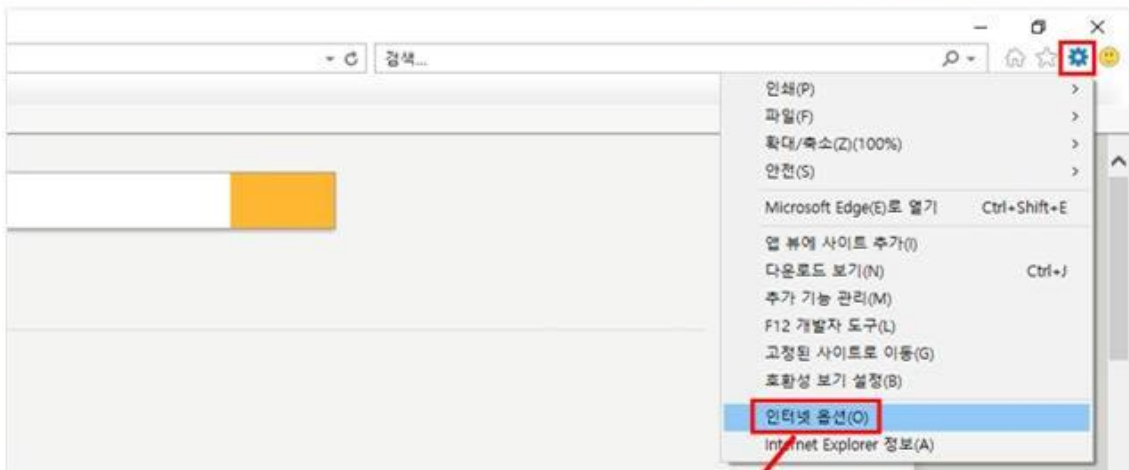 검색...
인쇄(P)
파일(F)
확대/축소(Z)(100%)
안전(S)
Microsoft Edge(E)로 열기 Ctrl+Shift+E
앱 뷰에 사이트 추가(I)
다운로드 보기(N) Ctrl+J
추가 기능 관리(M)
F12 개발자 도구(L)
고정된 사이트로 이동(G)
호환성 보기 설정(B)
인터넷 옵션(O)
Internet Explorer 정보(A)